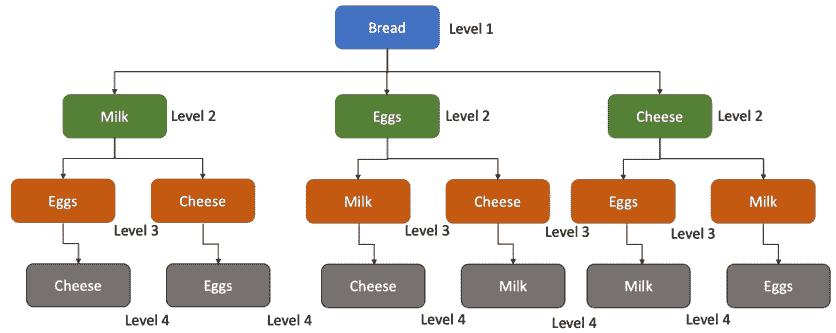 Bread Level 1
Milk Level 2 Eggs Level 2 Cheese Level 2
Eggs Cheese Milk Cheese Eggs Milk
Level 3 Level 3 Level 3 Level 3
Cheese Eggs Cheese Milk Milk Eggs
Level 4 Level 4 Level 4 Level 4 Level 4